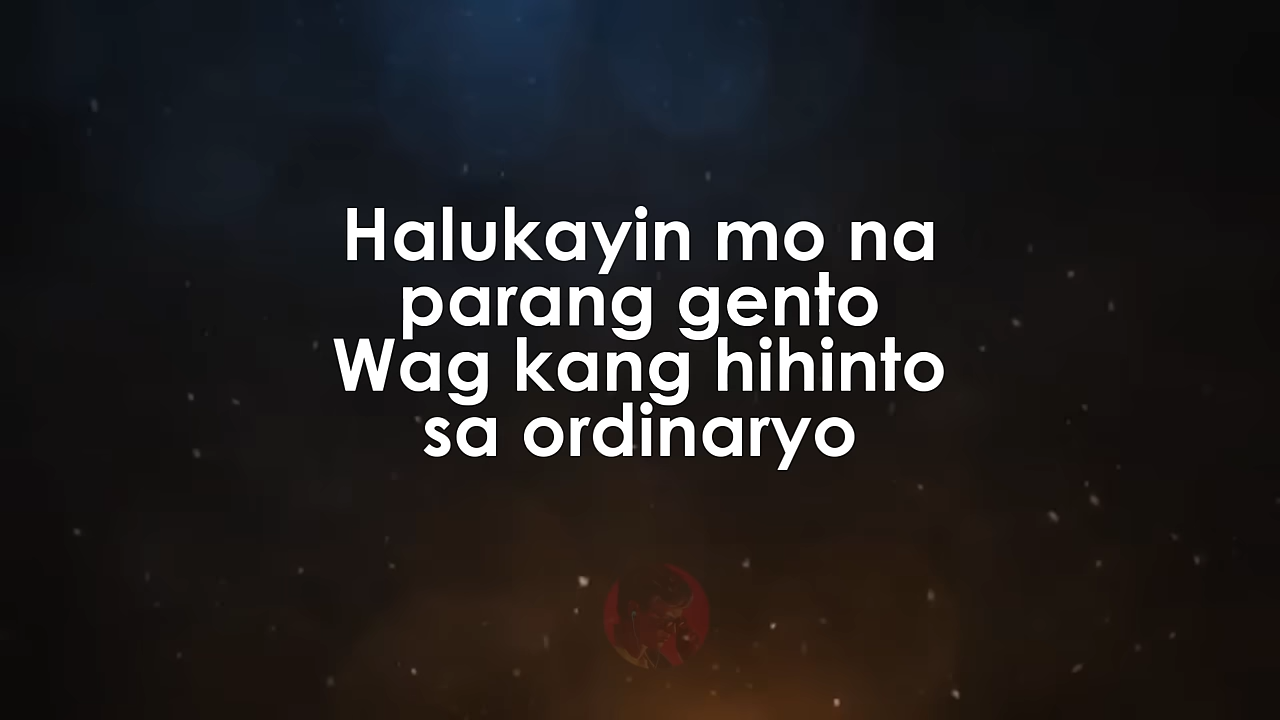 Halukayin mo na
parang gento
Wag kang hihinto
sa ordinaryo